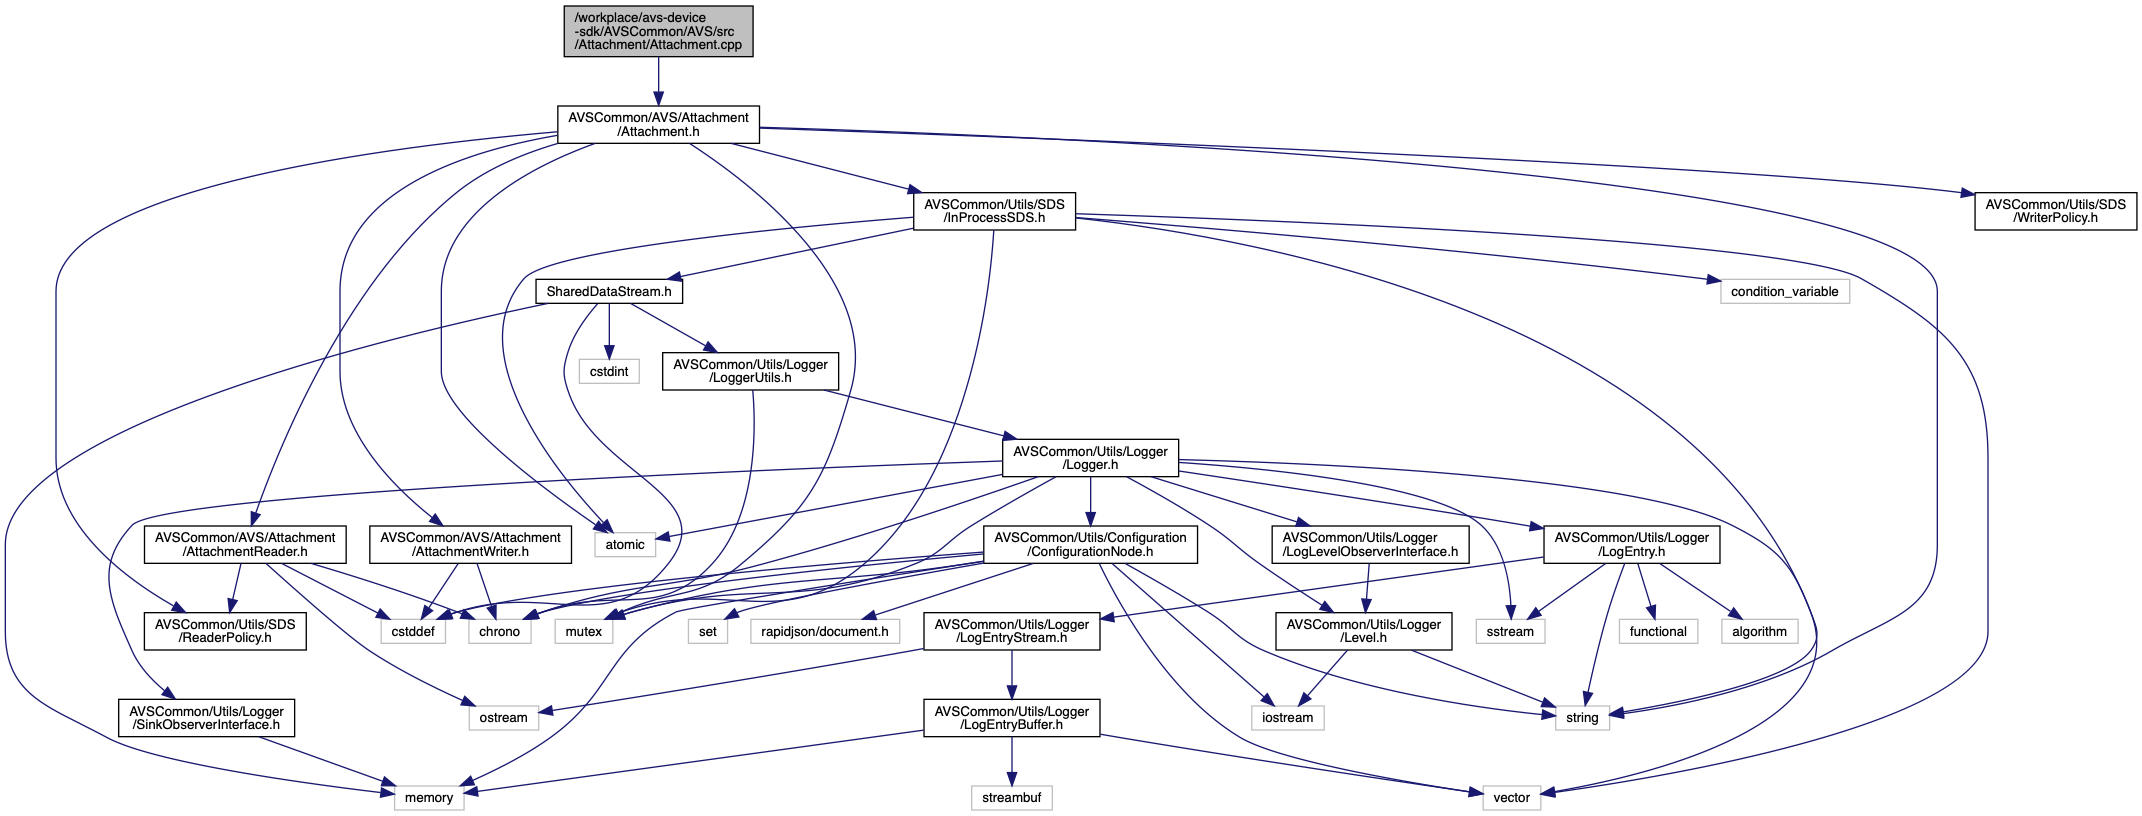 /workplace/avs-device
-sdk/AVSCommon/AVS/src
/Attachment/Attachment.cpp
AVSCommon/AVS/Attachment
/Attachment.h
AVSCommon/Utils/SDS
/InProcessSDS.h
AVSCommon/Utils/SDS
/WriterPolicy.h
SharedDataStream.h
condition_variable
cstdint
AVSCommon/Utils/Logger
/LoggerUtils.h
AVSCommon/Utils/Logger
/Logger.h
AVSCommon/AVS/Attachment
/AttachmentReader.h
AVSCommon/AVS/Attachment
/AttachmentWriter.h
atomic
AVSCommon/Utils/Configuration
/ConfigurationNode.h
AVSCommon/Utils/Logger
/LogLevelObserverInterface.h
AVSCommon/Utils/Logger
/LogEntry.h
AVSCommon/Utils/SDS
/ReaderPolicy.h
cstddef
chrono
mutex
set
rapidjson/document.h
AVSCommon/Utils/Logger
/LogEntryStream.h
AVSCommon/Utils/Logger
/Level.h
sstream
functional
algorithm
AVSCommon/Utils/Logger
/SinkObserverInterface.h
ostream
AVSCommon/Utils/Logger
/LogEntryBuffer.h
iostream
string
memory
streambuf
vector